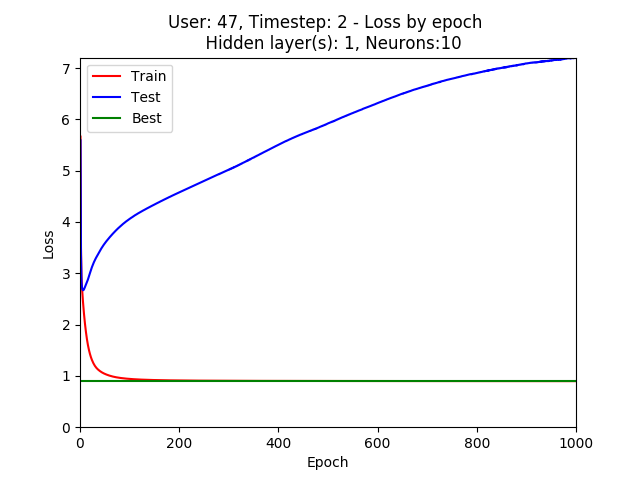 User: 47, Timestep: 2 - Loss by epoch
Hidden layer(s): 1, Neurons:10
Train
Test
Best
Loss
7
6
5
4
3
2
1
0
0 200 400 600 800 1000
Epoch